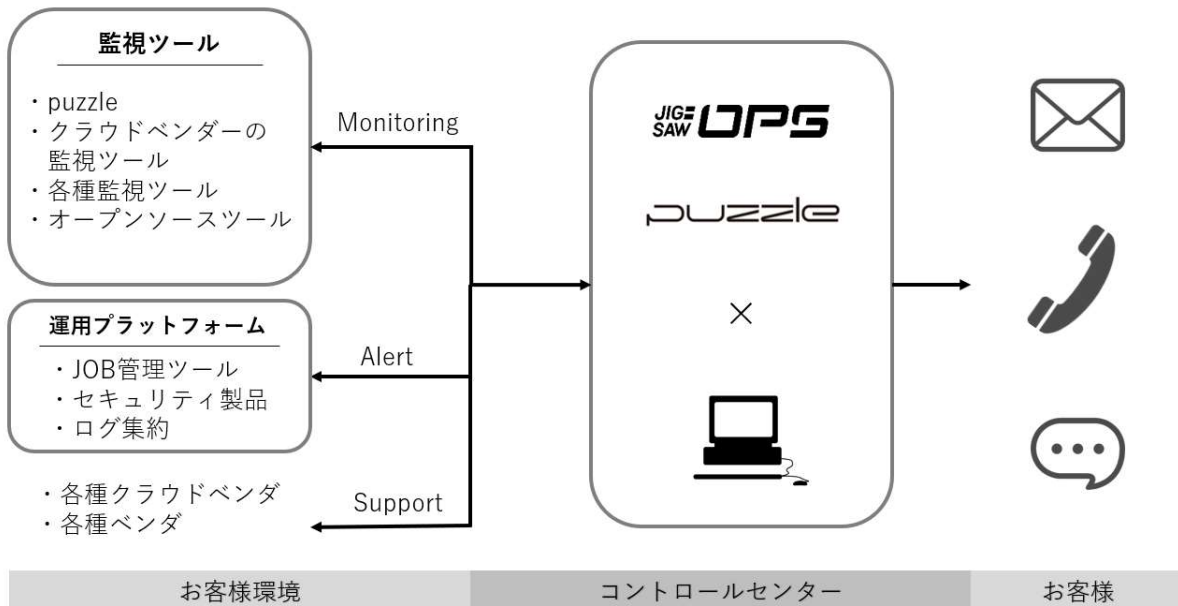 監視ツール
・puzzle
・クラウドベンダーの
監視ツール
・各種監視ツール
・オープンソースツール
Monitoring
運用プラットフォーム
・JOB管理ツール
・セキュリティ製品
・ログ集約
Alert
・各種クラウドベンダ
・各種ベンダ
Support
JIG-SAW OPS
puzzle
×
お客様環境
コントロールセンター
お客様